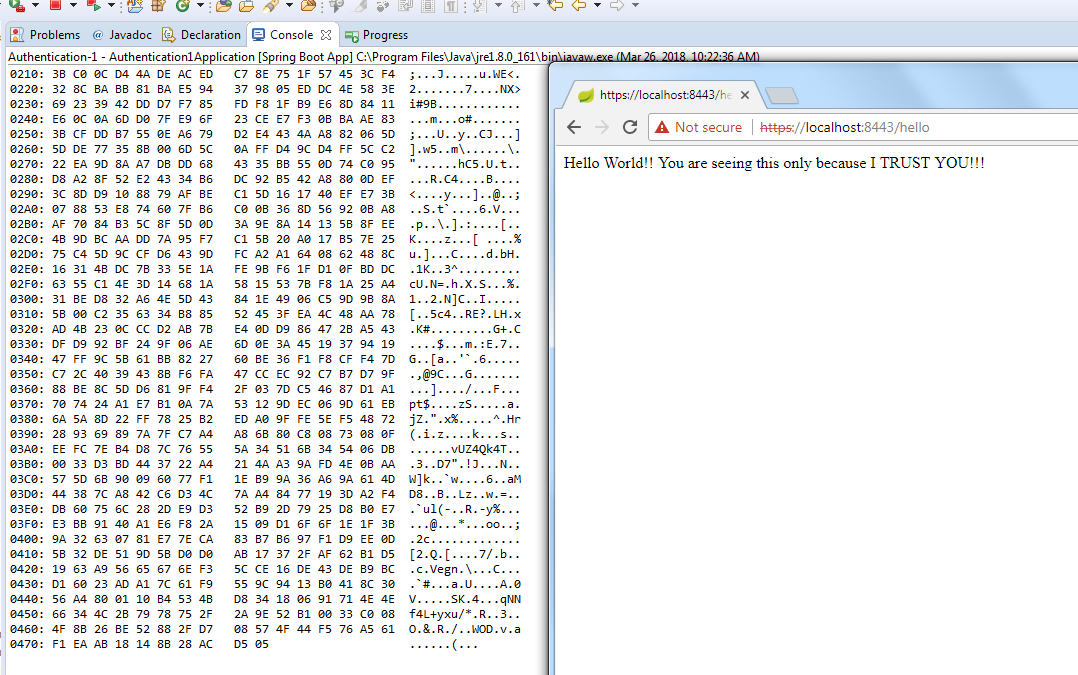 Problems @ Javadoc Declaration Console Progress
Authentication-1 - Authentication1Application [Spring Boot App] C:\Program Files\Java\jre1.8.0_161\bin\javaw.exe (Mar 26, 2018, 10:22:36 AM)
0210: 3B C0 0C D4 4A DE AC ED C7 8E 75 1F 57 45 3C F4 ;...J.....u.WE<.
0220: 32 8C BA BB 81 BA E5 94 37 98 05 ED DC 4E 58 3E 2.......7....NX>
0230: 69 23 39 42 DD D7 F7 85 FD F8 1F B9 E6 8D 84 11 i#9B............
0240: E6 0C 0A 6D D0 7F E9 6F 23 CE E7 F3 0B BA AE 83 ...m...o#.......
0250: 3B CF DD B7 55 0E A6 79 D2 E4 43 4A A8 82 06 5D ;...U..y..CJ...]
0260: 5D DE 77 35 8B 00 6D 5C 0A FF D4 9C D4 FF 5C C2 ].w5..m\......\.
0270: 22 EA 9D 8A A7 DB DD 68 43 35 BB 55 0D 74 C0 95 "......hC5.U.t..
0280: D8 A2 8F 52 E2 43 34 B6 DC 92 B5 42 A8 80 0D EF ...R.C4....B....
0290: 3C 8D D9 10 88 79 AF BE C1 5D 16 17 40 EF E7 3B <....y...]..@..;
02A0: 07 88 53 E8 74 60 7F B6 C0 0B 36 8D 56 92 0B A8 ..S.t`....6.V...
02B0: AF 70 84 B3 5C 8F 5D 0D 3A 9E 8A 14 13 5B 8F EE .p..\.].:....[..
02C0: 4B 9D BC AA DD 7A 95 F7 C1 5B 20 A0 17 B5 7E 25 K....z...[ ....%
02D0: 75 C4 5D 9C CF D6 43 9D FC A2 A1 64 08 62 48 8C u.]...C....d.bH.
02E0: 16 31 4B DC 7B 33 5E 1A FE 9B F6 1F D1 0F BD DC .1K..3^.........
02F0: 63 55 C1 4E 3D 14 68 1A 58 15 53 7B F8 1A 25 A4 cU.N=.h.X.S...%.
0300: 31 BE D8 32 A6 4E 5D 43 84 1E 49 06 C5 9D 9B 8A 1..2.N]C..I.....
0310: 5B 00 C2 35 63 34 B8 85 52 45 3F EA 4C 48 AA 78 [..5c4..RE?.LH.x
0320: AD 4B 23 0C CC D2 AB 7B E4 0D D9 86 47 2B A5 43 .K#.........G+.C
0330: DF D9 92 BF 24 9F 06 AE 6D 0E 3A 45 19 37 94 19 ....$...m.:E.7..
0340: 47 FF 9C 5B 61 BB 82 27 60 BE 36 F1 F8 CF F4 7D G..[a..'`.6.....
0350: C7 2C 40 39 43 8B F6 FA 47 CC EC 92 C7 B7 D7 9F .,@9C...G.......
0360: 88 BE 8C 5D D6 81 9F F4 2F 03 7D C5 46 87 D1 A1 ...]..../...F...
0370: 70 74 24 A1 E7 B1 0A 7A 53 12 9D EC 06 9D 61 EB pt$....zS.....a.
0380: 6A 5A 8D 22 FF 78 25 B2 ED A0 9F FE 5E F5 48 72 jZ.".x%.....^.Hr
0390: 28 93 69 89 7A 7F C7 A4 A8 6B 80 C8 08 73 08 0F (.i.z....k...s..
03A0: EE FC 7E B4 D8 7C 76 55 5A 34 51 6B 34 54 06 DB ......vUZ4Qk4T..
03B0: 00 33 D3 BD 44 37 22 A4 21 4A A3 9A FD 4E 0B AA .3..D7".!J...N..
03C0: 57 5D 6B 90 09 60 77 F1 1E B9 9A 36 A6 9A 61 4D W]k..`w....6..aM
03D0: 44 38 7C A8 42 C6 D3 4C 7A A4 84 77 19 3D A2 F4 D8..B..Lz..w.=..
03E0: DB 60 75 6C 28 2D E9 D3 52 B9 2D 79 25 D8 B0 E7 .`ul(-..R.-y%...
03F0: E3 BB 91 40 A1 E6 F8 2A 15 09 D1 6F 6F 1E 1F 3B ...@...*...oo..;
0400: 9A 32 63 07 81 E7 7E CA 83 B7 B6 97 F1 D9 EE 0D .2c.............
0410: 5B 32 DE 51 9D 5B D0 D0 AB 17 37 2F AF 62 B1 D5 [2.Q.[....7/.b..
0420: 19 63 A9 56 65 67 6E F3 5C CE 16 DE 43 DE B9 BC .c.Vegn.\...C...
0430: D1 60 23 AD A1 7C 61 F9 55 9C 94 13 B0 41 8C 30 .`#...a.U....A.0
0440: 56 A4 80 01 10 B4 53 4B D8 34 18 06 91 71 4E 4E V.....SK.4...qNN
0450: 66 34 4C 2B 79 78 75 2F 2A 9E 52 B1 00 33 C0 08 f4L+yxu/*.R..3..
0460: 4F 8B 26 BE 52 88 2F D7 08 57 4F 44 F5 76 A5 61 O.&.R./..WOD.v.a
0470: F1 EA AB 18 14 8B 28 AC D5 05 ......(...
https://localhost:8443/he
Not secure https://localhost:8443/hello
Hello World!! You are seeing this only because I TRUST YOU!!!